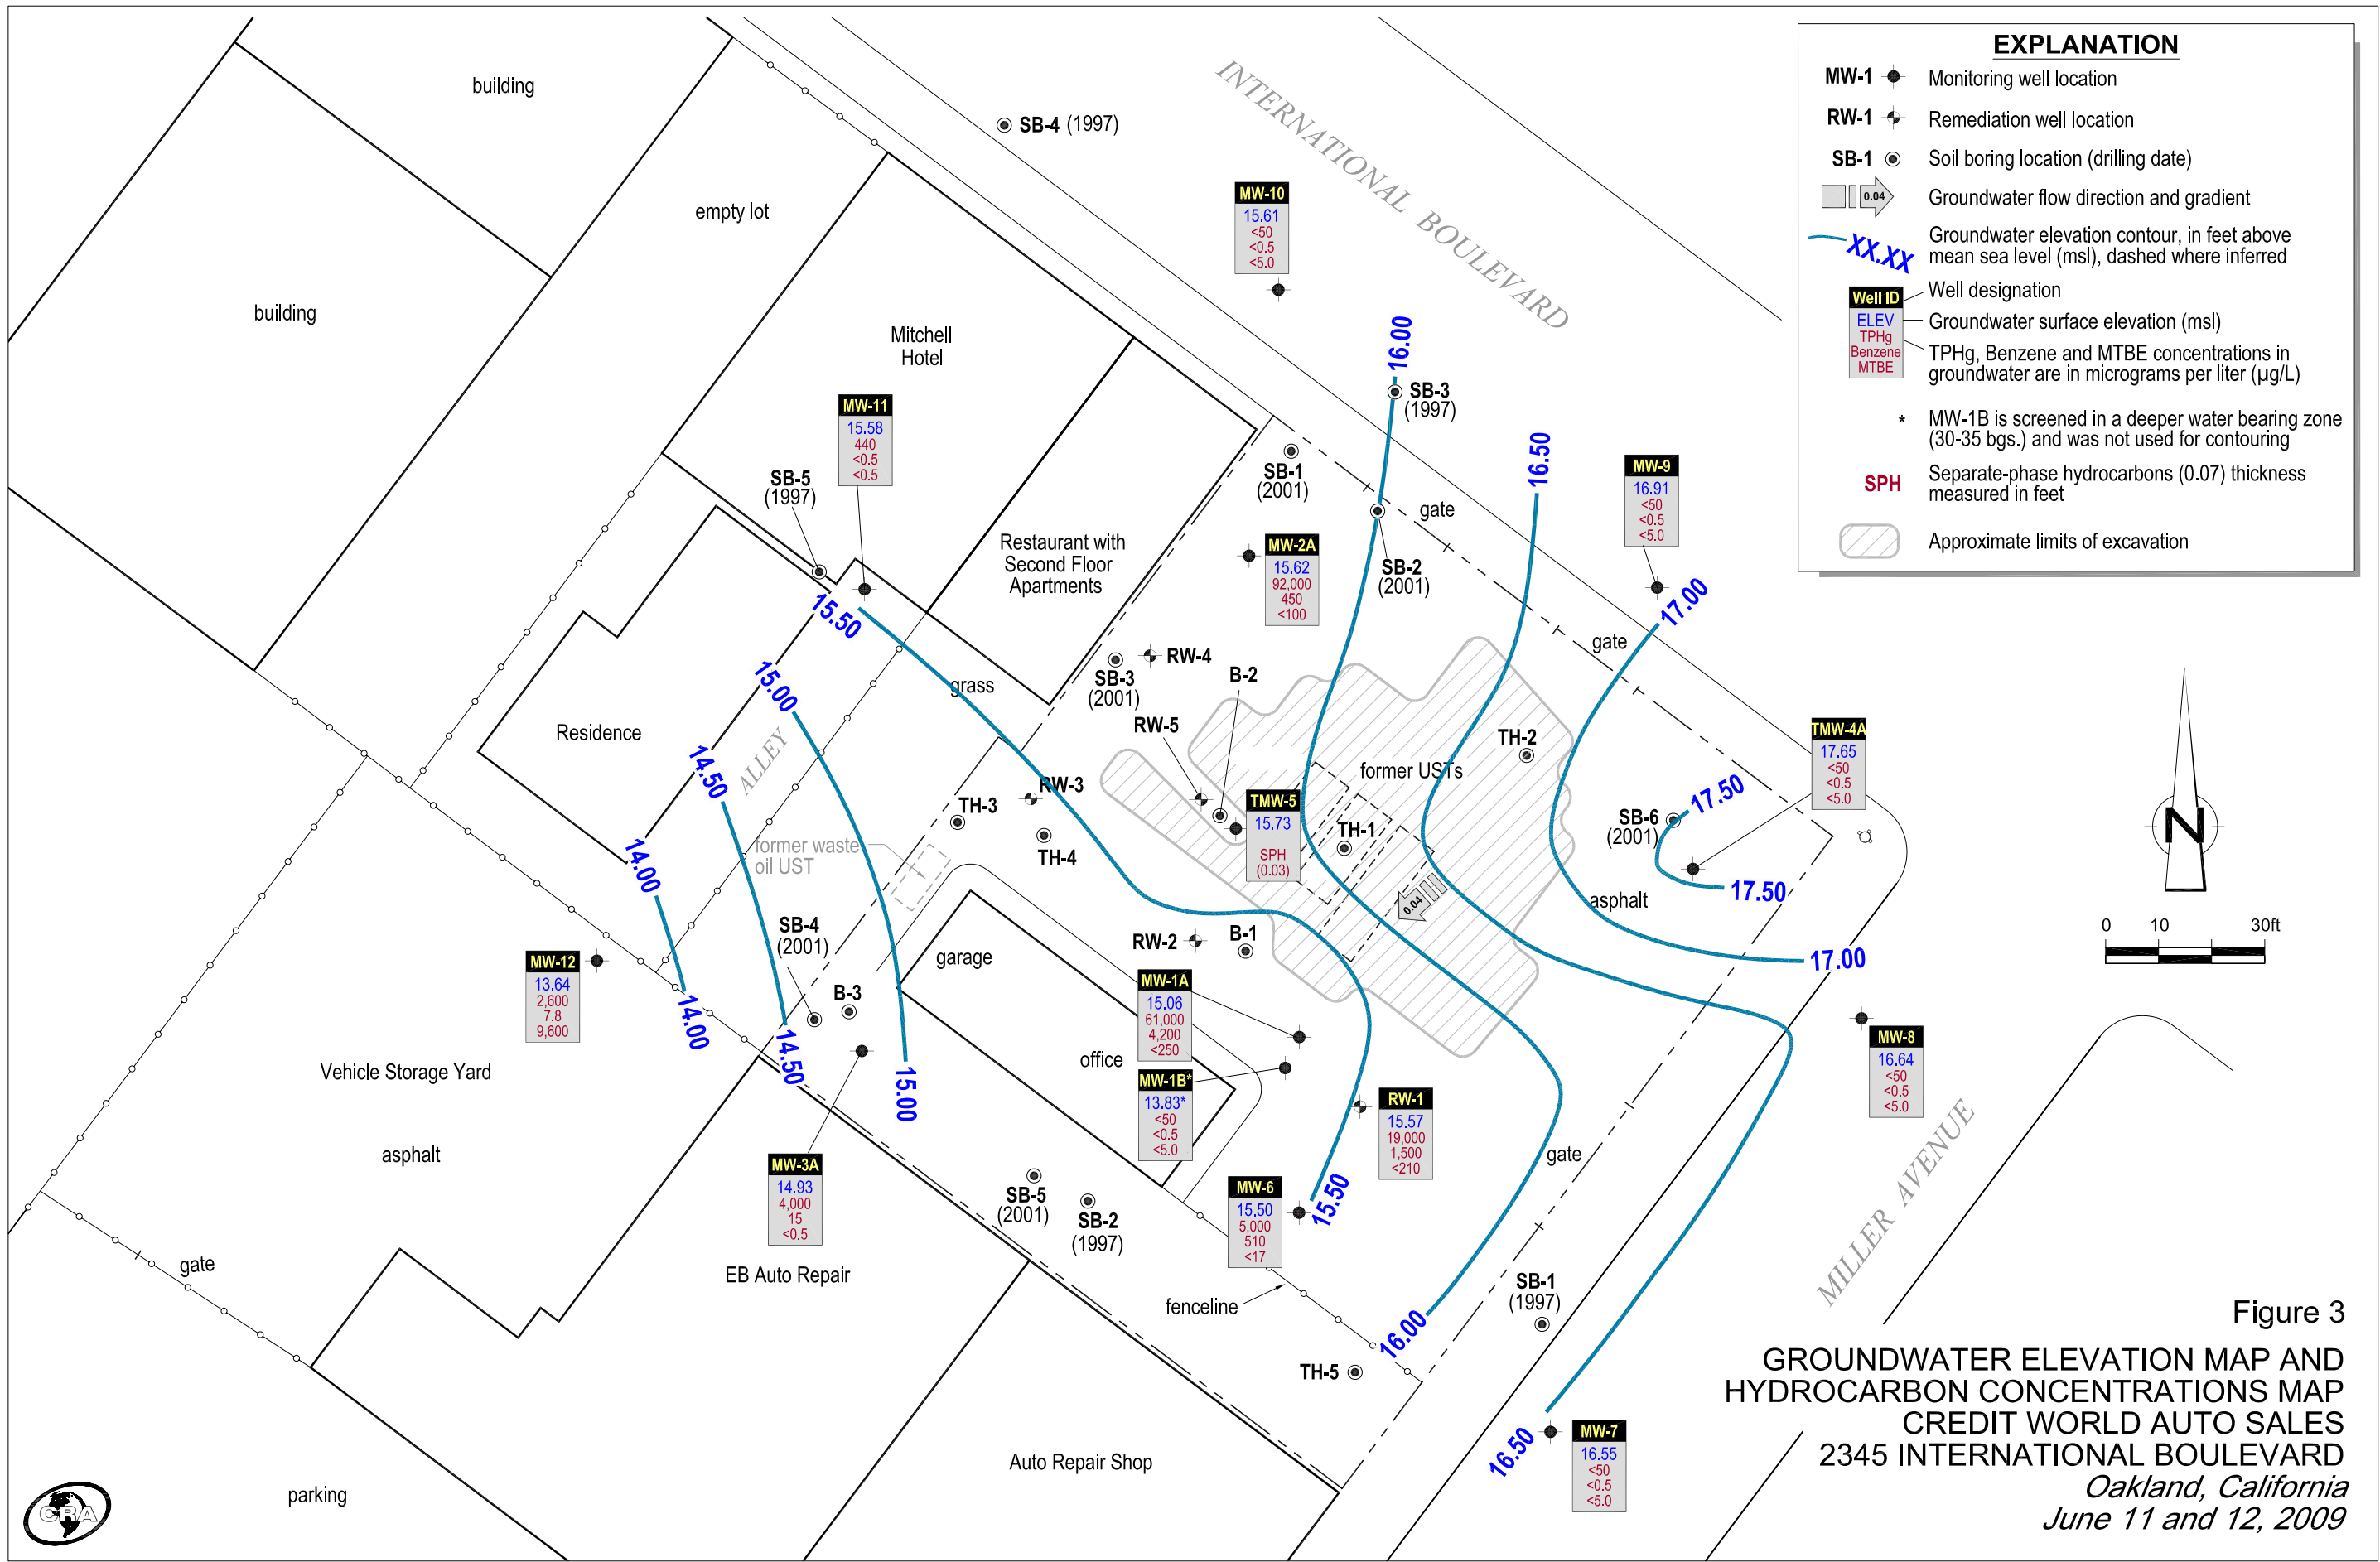 building
SB-4 (1997)
INTERNATIONAL BOULEVARD
empty lot
building
Mitchell
Hotel
MW-10
15.61
<50
<0.5
<5.0
16.00
SB-3
(1997)
16.50
MW-9
16.91
<50
<0.5
<5.0
17.00
MW-11
15.58
440
<0.5
<0.5
SB-5
(1997)
SB-1
(2001)
gate
Restaurant with
Second Floor
Apartments
MW-2A
15.62
92,000
450
<100
SB-2
(2001)
15.50
gate
RW-4
SB-3
(2001)
B-2
grass
15.00
RW-5
Residence
ALLEY
14.50
TH-2
former USTs
TMW-4A
17.65
<50
<0.5
<5.0
17.50
SB-6
(2001)
RW-3
TH-3
TH-4
TMW-5
15.73
SPH
(0.03)
TH-1
former waste
oil UST
14.00
17.50
asphalt
0.04
SB-4
(2001)
RW-2
B-1
garage
17.00
MW-12
13.64
2,600
7.8
9,600
B-3
14.00
14.50
15.00
MW-1A
15.06
61,000
4,200
<250
office
MW-1B*
13.83*
<50
<0.5
<5.0
MW-8
16.64
<50
<0.5
<5.0
RW-1
15.57
19,000
1,500
<210
Vehicle Storage Yard
asphalt
gate
gate
MILLER AVENUE
MW-3A
14.93
4,000
15
<0.5
SB-5
(2001)
SB-2
(1997)
MW-6
15.50
5,000
510
<17
15.50
EB Auto Repair
fenceline
SB-1
(1997)
16.00
TH-5
16.50
MW-7
16.55
<50
<0.5
<5.0
Auto Repair Shop
parking
CRA
EXPLANATION
MW-1 Monitoring well location
RW-1 Remediation well location
SB-1 Soil boring location (drilling date)
0.04 Groundwater flow direction and gradient
XX.XX Groundwater elevation contour, in feet above
mean sea level (msl), dashed where inferred
Well ID Well designation
ELEV Groundwater surface elevation (msl)
TPHg
Benzene
MTBE
TPHg, Benzene and MTBE concentrations in
groundwater are in micrograms per liter (µg/L)
* MW-1B is screened in a deeper water bearing zone
(30-35 bgs.) and was not used for contouring
SPH Separate-phase hydrocarbons (0.07) thickness
measured in feet
Approximate limits of excavation
N
0 10 30ft
Figure 3
GROUNDWATER ELEVATION MAP AND
HYDROCARBON CONCENTRATIONS MAP
CREDIT WORLD AUTO SALES
2345 INTERNATIONAL BOULEVARD
Oakland, California
June 11 and 12, 2009